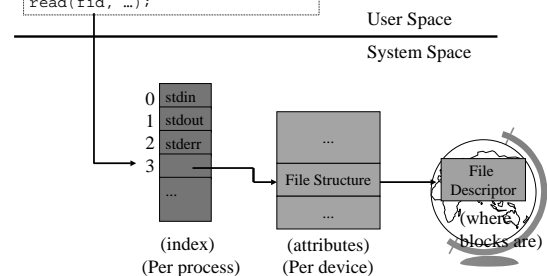 read(fid, …);
User Space
System Space
0 stdin
1 stdout
2 stderr
3
...
...
File Structure
...
File
Descriptor
(where
blocks are)
(index)
(Per process)
(attributes)
(Per device)